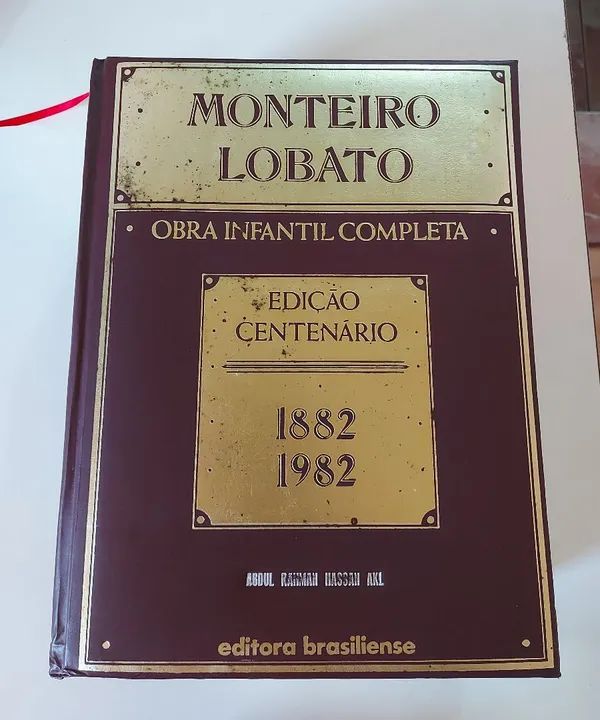 MONTEIRO
LOBATO
OBRA INFANTIL COMPLETA
EDIÇÃO
CENTENÁRIO
1882
1982
ABDUL RAHMAN HASSAN AKL
editora brasiliense